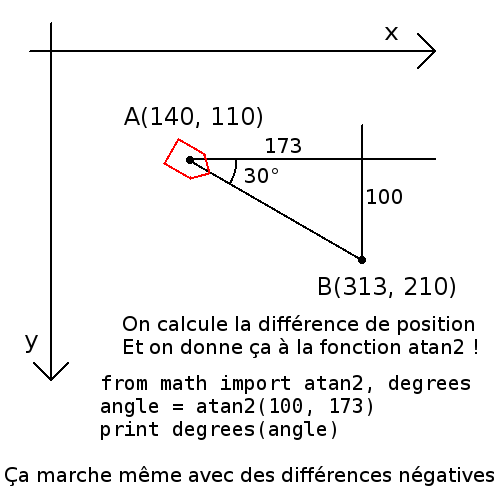 x
A(140, 110)
173
30°
100
B(313, 210)
y
On calcule la différence de position
Et on donne ça à la fonction atan2 !
from math import atan2, degrees
angle = atan2(100, 173)
print degrees(angle)
Ça marche même avec des différences négatives